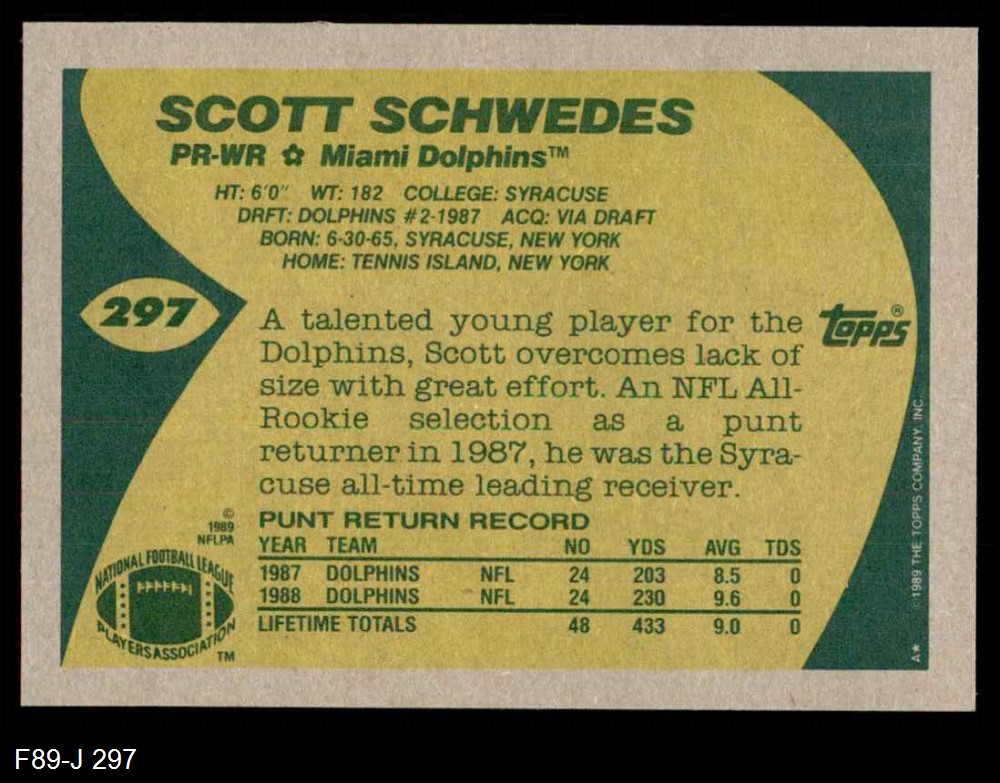 SCOTT SCHWEDES
PR-WR ✿ Miami Dolphins™
HT: 6'0" WT: 182 COLLEGE: SYRACUSE
DRFT: DOLPHINS #2-1987 ACQ: VIA DRAFT
BORN: 6-30-65, SYRACUSE, NEW YORK
HOME: TENNIS ISLAND, NEW YORK
297
A talented young player for the
Dolphins, Scott overcomes lack of
size with great effort. An NFL All-
Rookie selection as a punt
returner in 1987, he was the Syra-
cuse all-time leading receiver.
topps®
PUNT RETURN RECORD
YEAR TEAM NO YDS AVG TDS
1987 DOLPHINS NFL 24 203 8.5 0
1988 DOLPHINS NFL 24 230 9.6 0
LIFETIME TOTALS 48 433 9.0 0
©
1989
NFLPA
NATIONAL FOOTBALL LEAGUE
PLAYERS ASSOCIATION
TM
A★ ©1989 THE TOPPS COMPANY, INC.
F89-J 297